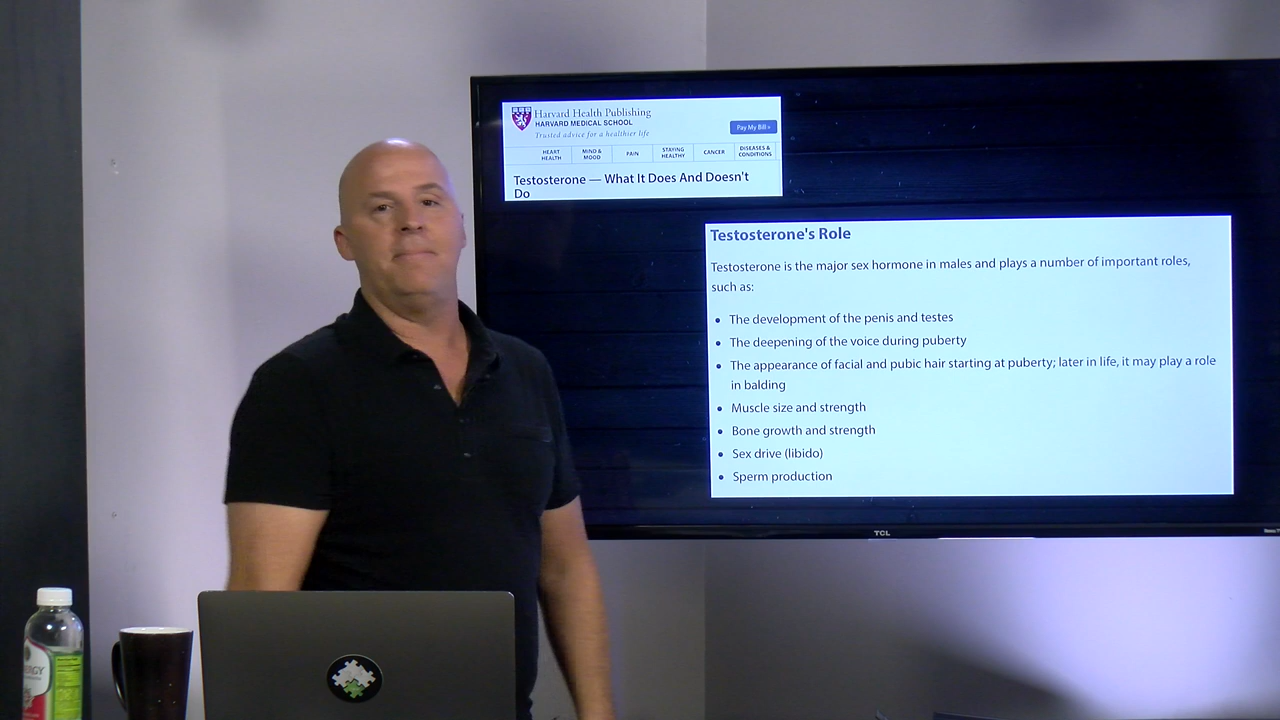 Harvard Health Publishing
HARVARD MEDICAL SCHOOL
Trusted advice for a healthier life
Pay My Bill »
HEART
HEALTH
MIND &
MOOD
PAIN
STAYING
HEALTHY
CANCER
DISEASES &
CONDITIONS
Testosterone — What It Does And Doesn't
Do
Testosterone's Role
Testosterone is the major sex hormone in males and plays a number of important roles,
such as:
• The development of the penis and testes
• The deepening of the voice during puberty
• The appearance of facial and pubic hair starting at puberty; later in life, it may play a role
in balding
• Muscle size and strength
• Bone growth and strength
• Sex drive (libido)
• Sperm production
TCL